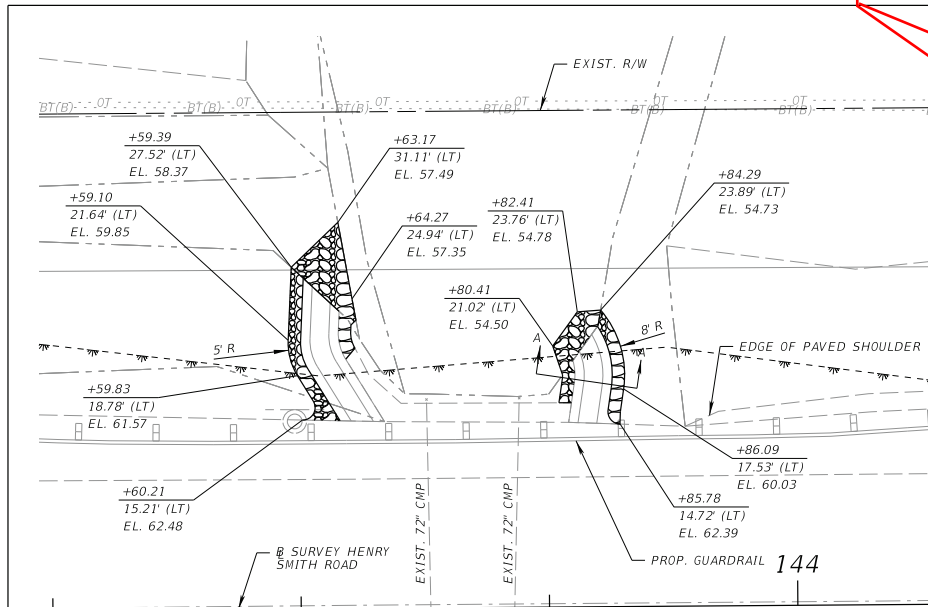 EXIST. R/W
BT(B) OT BT(B) OT BT(B) OT BT(B) OT BT(B) OT BT(B)
+59.39
27.52' (LT)
EL. 58.37
+63.17
31.11' (LT)
EL. 57.49
+84.29
23.89' (LT)
EL. 54.73
+59.10
21.64' (LT)
EL. 59.85
+64.27
24.94' (LT)
EL. 57.35
+82.41
23.76' (LT)
EL. 54.78
+80.41
21.02' (LT)
EL. 54.50
A
8' R
A
5' R
EDGE OF PAVED SHOULDER
+59.83
18.78' (LT)
EL. 61.57
+86.09
17.53' (LT)
EL. 60.03
+60.21
15.21' (LT)
EL. 62.48
+85.78
14.72' (LT)
EL. 62.39
EXIST. 72" CMP
EXIST. 72" CMP
B SURVEY HENRY
SMITH ROAD
PROP. GUARDRAIL
144